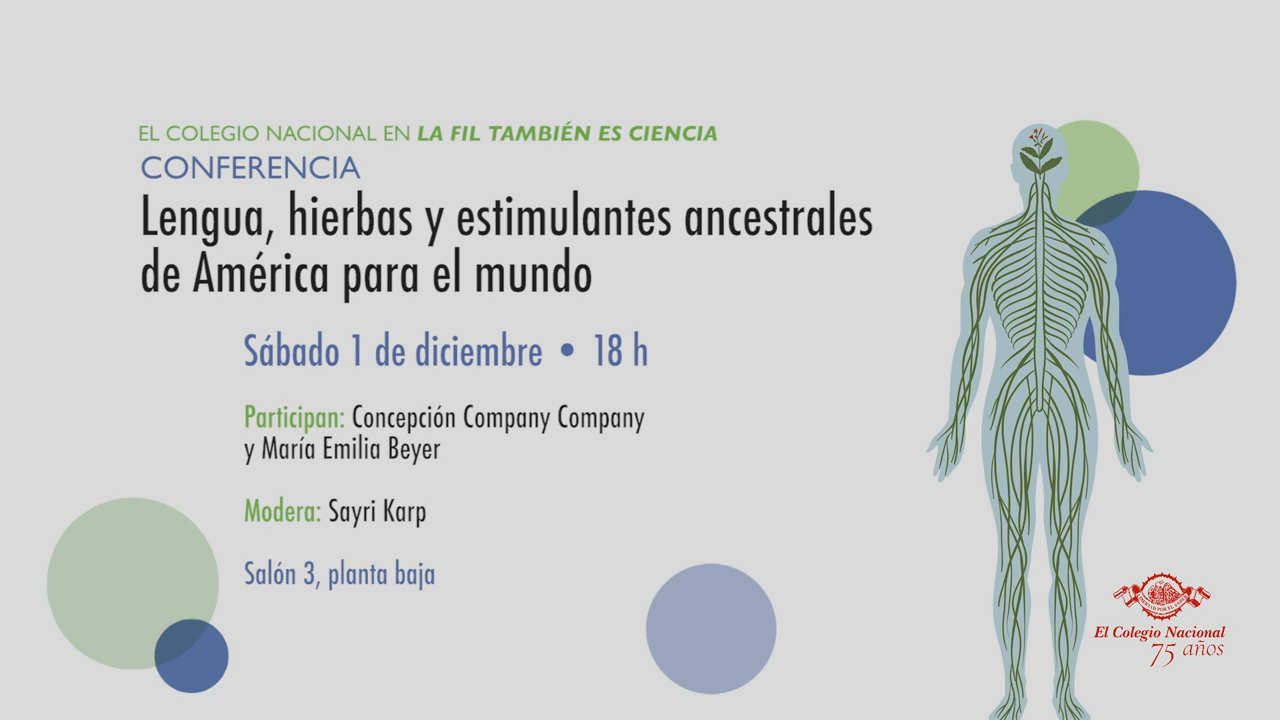 EL COLEGIO NACIONAL EN LA FIL TAMBIÉN ES CIENCIA
CONFERENCIA
Lengua, hierbas y estimulantes ancestrales
de América para el mundo
Sábado 1 de diciembre • 18 h
Participan: Concepción Company Company
y María Emilia Beyer
Modera: Sayri Karp
Salón 3, planta baja
El Colegio Nacional
75 años